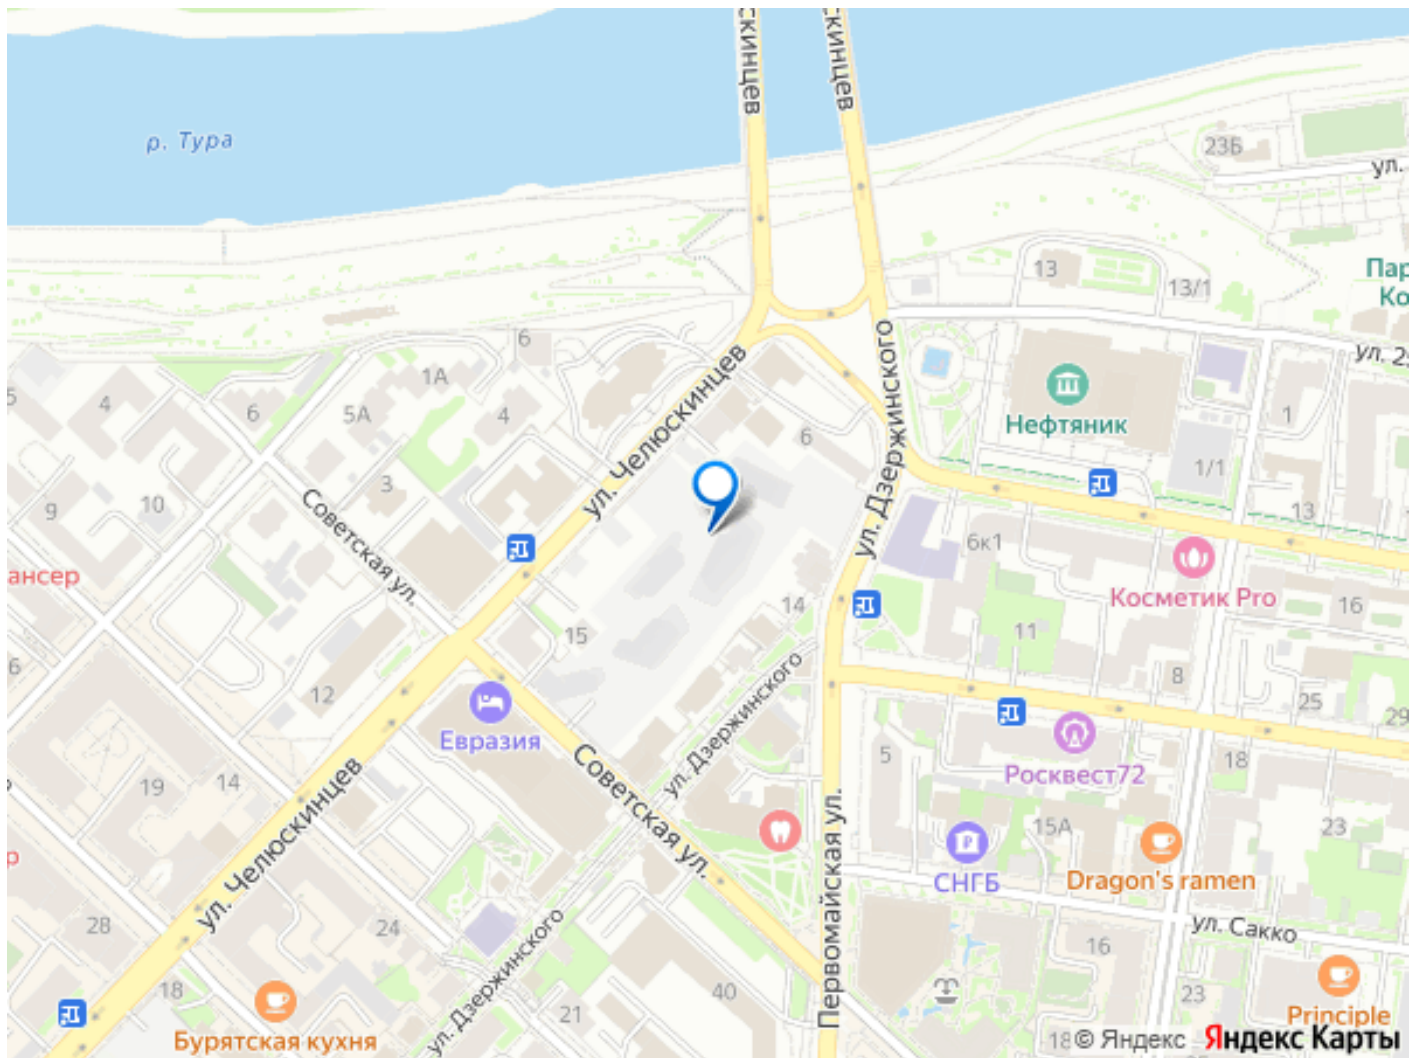 скинцев
скинцев
р. Тура
23Б
ул.
13
13/1
Пар
Ко
ул. 2
6
1А
ул. Челюскинцев
ул. Дзержинского
5
4
6
5А
4
Нефтяник
1
6
1/1
3
9
10
Советская ул.
13
6к1
ансер
Косметик Pro
16
15
14
11
6
12
8
25
29
Евразия
ул. Дзержинского
5
18
19
14
Советская ул.
Росквест72
ул. Челюскинцев
Первомайская ул.
15А
23
р
СНГБ
Dragon's ramen
28
24
ул. Сакко
16
18
40
21
23
Principle
Бурятская кухня
ул. Дзержинского
18
© Яндекс
Яндекс Карты